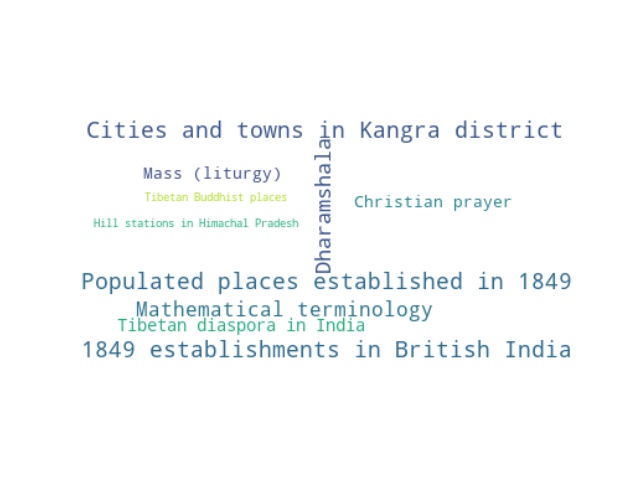 Cities and towns in Kangra district
Dharamshala
Mass (liturgy)
Tibetan Buddhist places
Christian prayer
Hill stations in Himachal Pradesh
Populated places established in 1849
Mathematical terminology
Tibetan diaspora in India
1849 establishments in British India